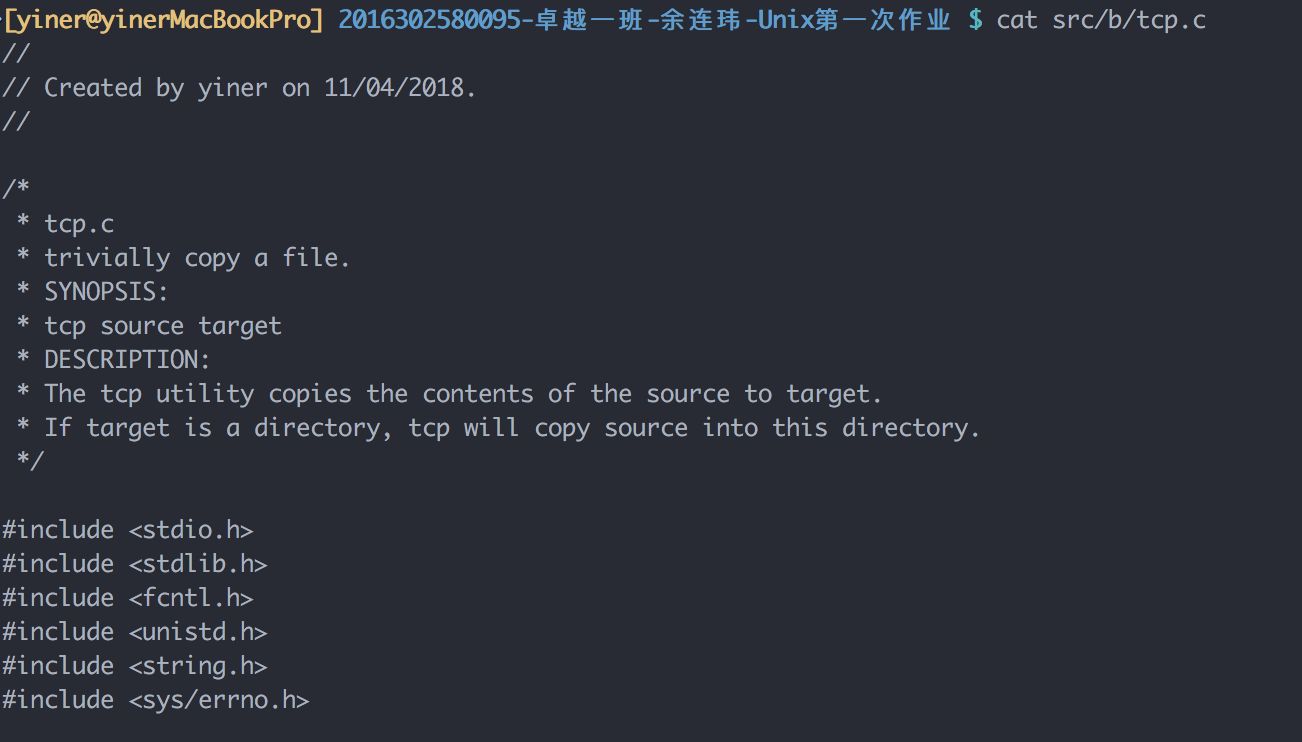 [yiner@yinerMacBookPro] 2016302580095-卓越一班-余连玮-Unix第一次作业 $ cat src/b/tcp.c
//
// Created by yiner on 11/04/2018.
//
/*
 * tcp.c
 * trivially copy a file.
 * SYNOPSIS:
 * tcp source target
 * DESCRIPTION:
 * The tcp utility copies the contents of the source to target.
 * If target is a directory, tcp will copy source into this directory.
 */
#include <stdio.h>
#include <stdlib.h>
#include <fcntl.h>
#include <unistd.h>
#include <string.h>
#include <sys/errno.h>